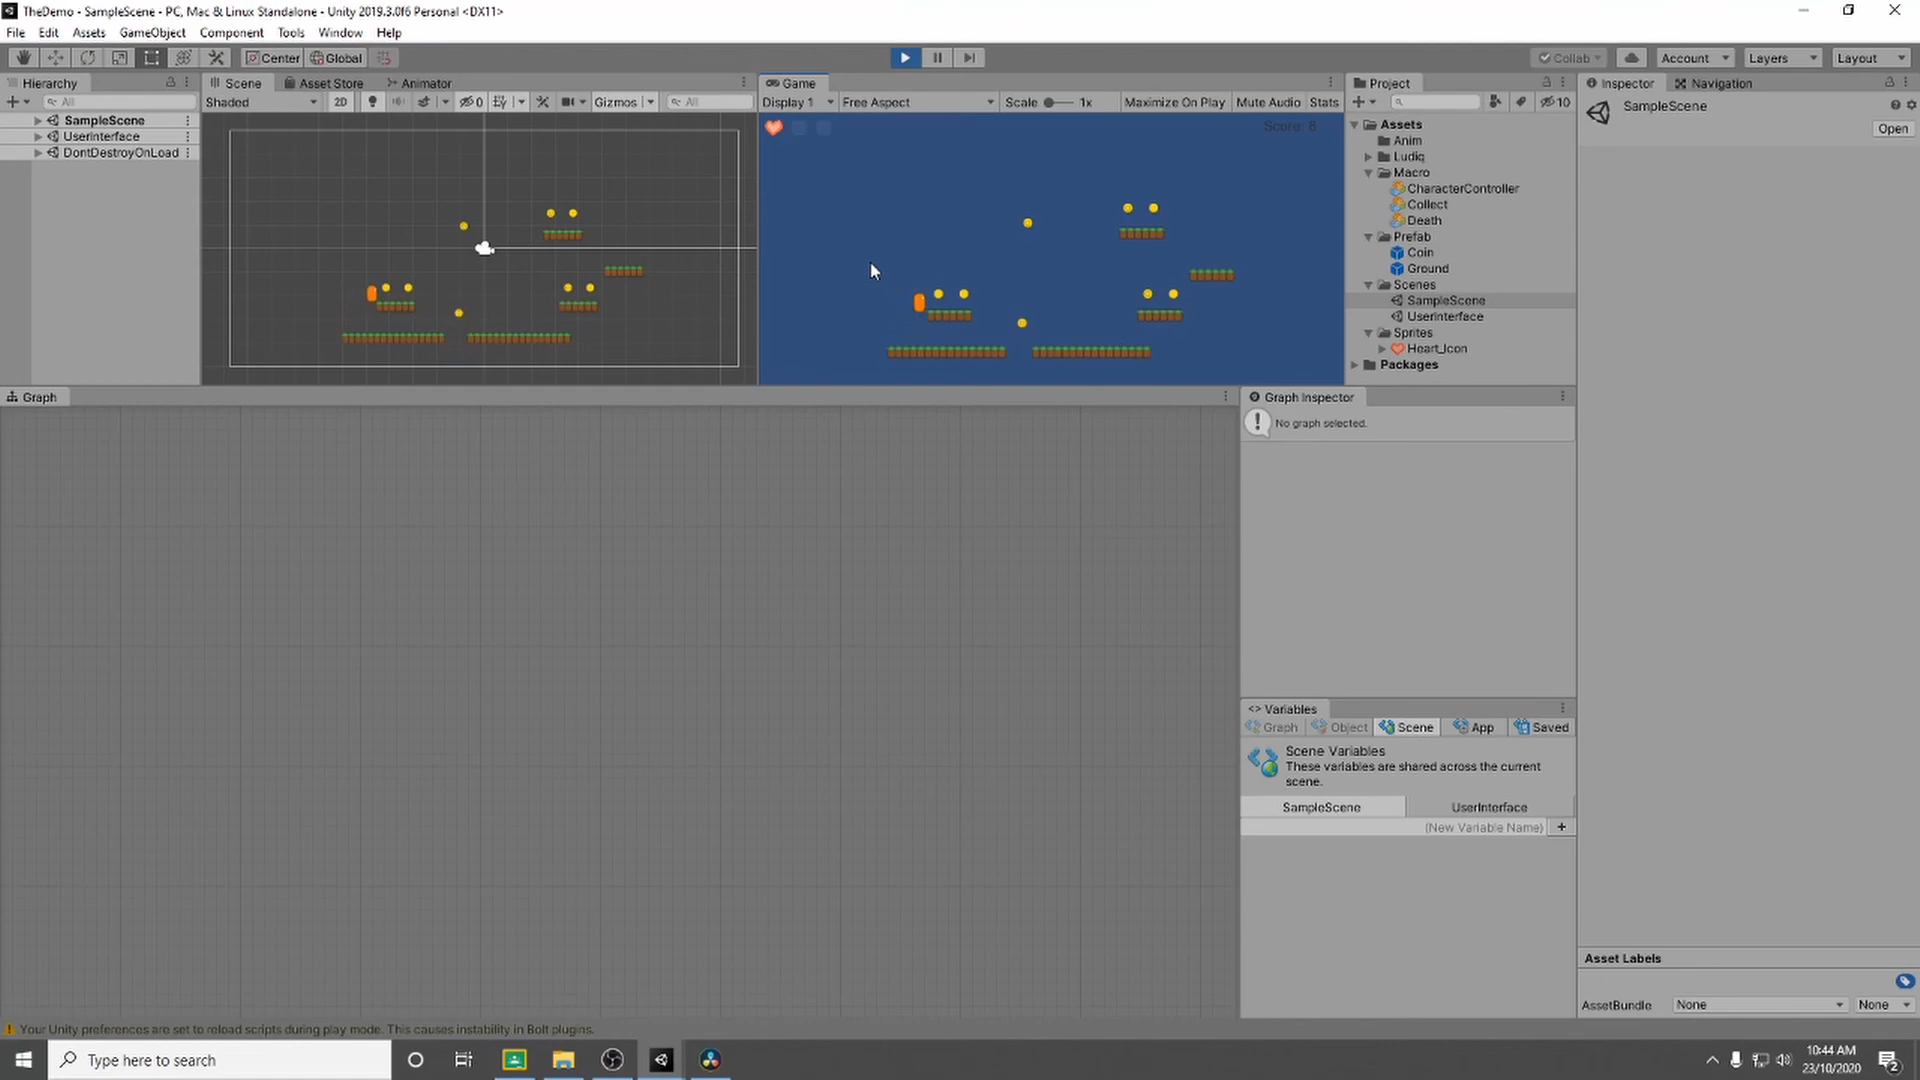 TheDemo - SampleScene - PC, Mac & Linux Standalone - Unity 2019.3.0f6 Personal <DX11>
File Edit Assets GameObject Component Tools Window Help
Center Global
Collab Account Layers Layout
Hierarchy
All
SampleScene
UserInterface
DontDestroyOnLoad
Scene Asset Store Animator
Shaded 2D 0 Gizmos All
Game
Display 1 Free Aspect Scale 1x Maximize On Play Mute Audio Stats
Score: 6
Project
10
Assets
Anim
Ludiq
Macro
CharacterController
Collect
Death
Prefab
Coin
Ground
Scenes
SampleScene
UserInterface
Sprites
Heart_Icon
Packages
Inspector Navigation
SampleScene
Open
Graph
Graph Inspector
No graph selected.
<> Variables
Graph Object Scene App Saved
Scene Variables
These variables are shared across the current
scene.
SampleScene UserInterface
(New Variable Name) +
Asset Labels
AssetBundle None None
Your Unity preferences are set to reload scripts during play mode. This causes instability in Bolt plugins.
Type here to search
10:44 AM
23/10/2020
2